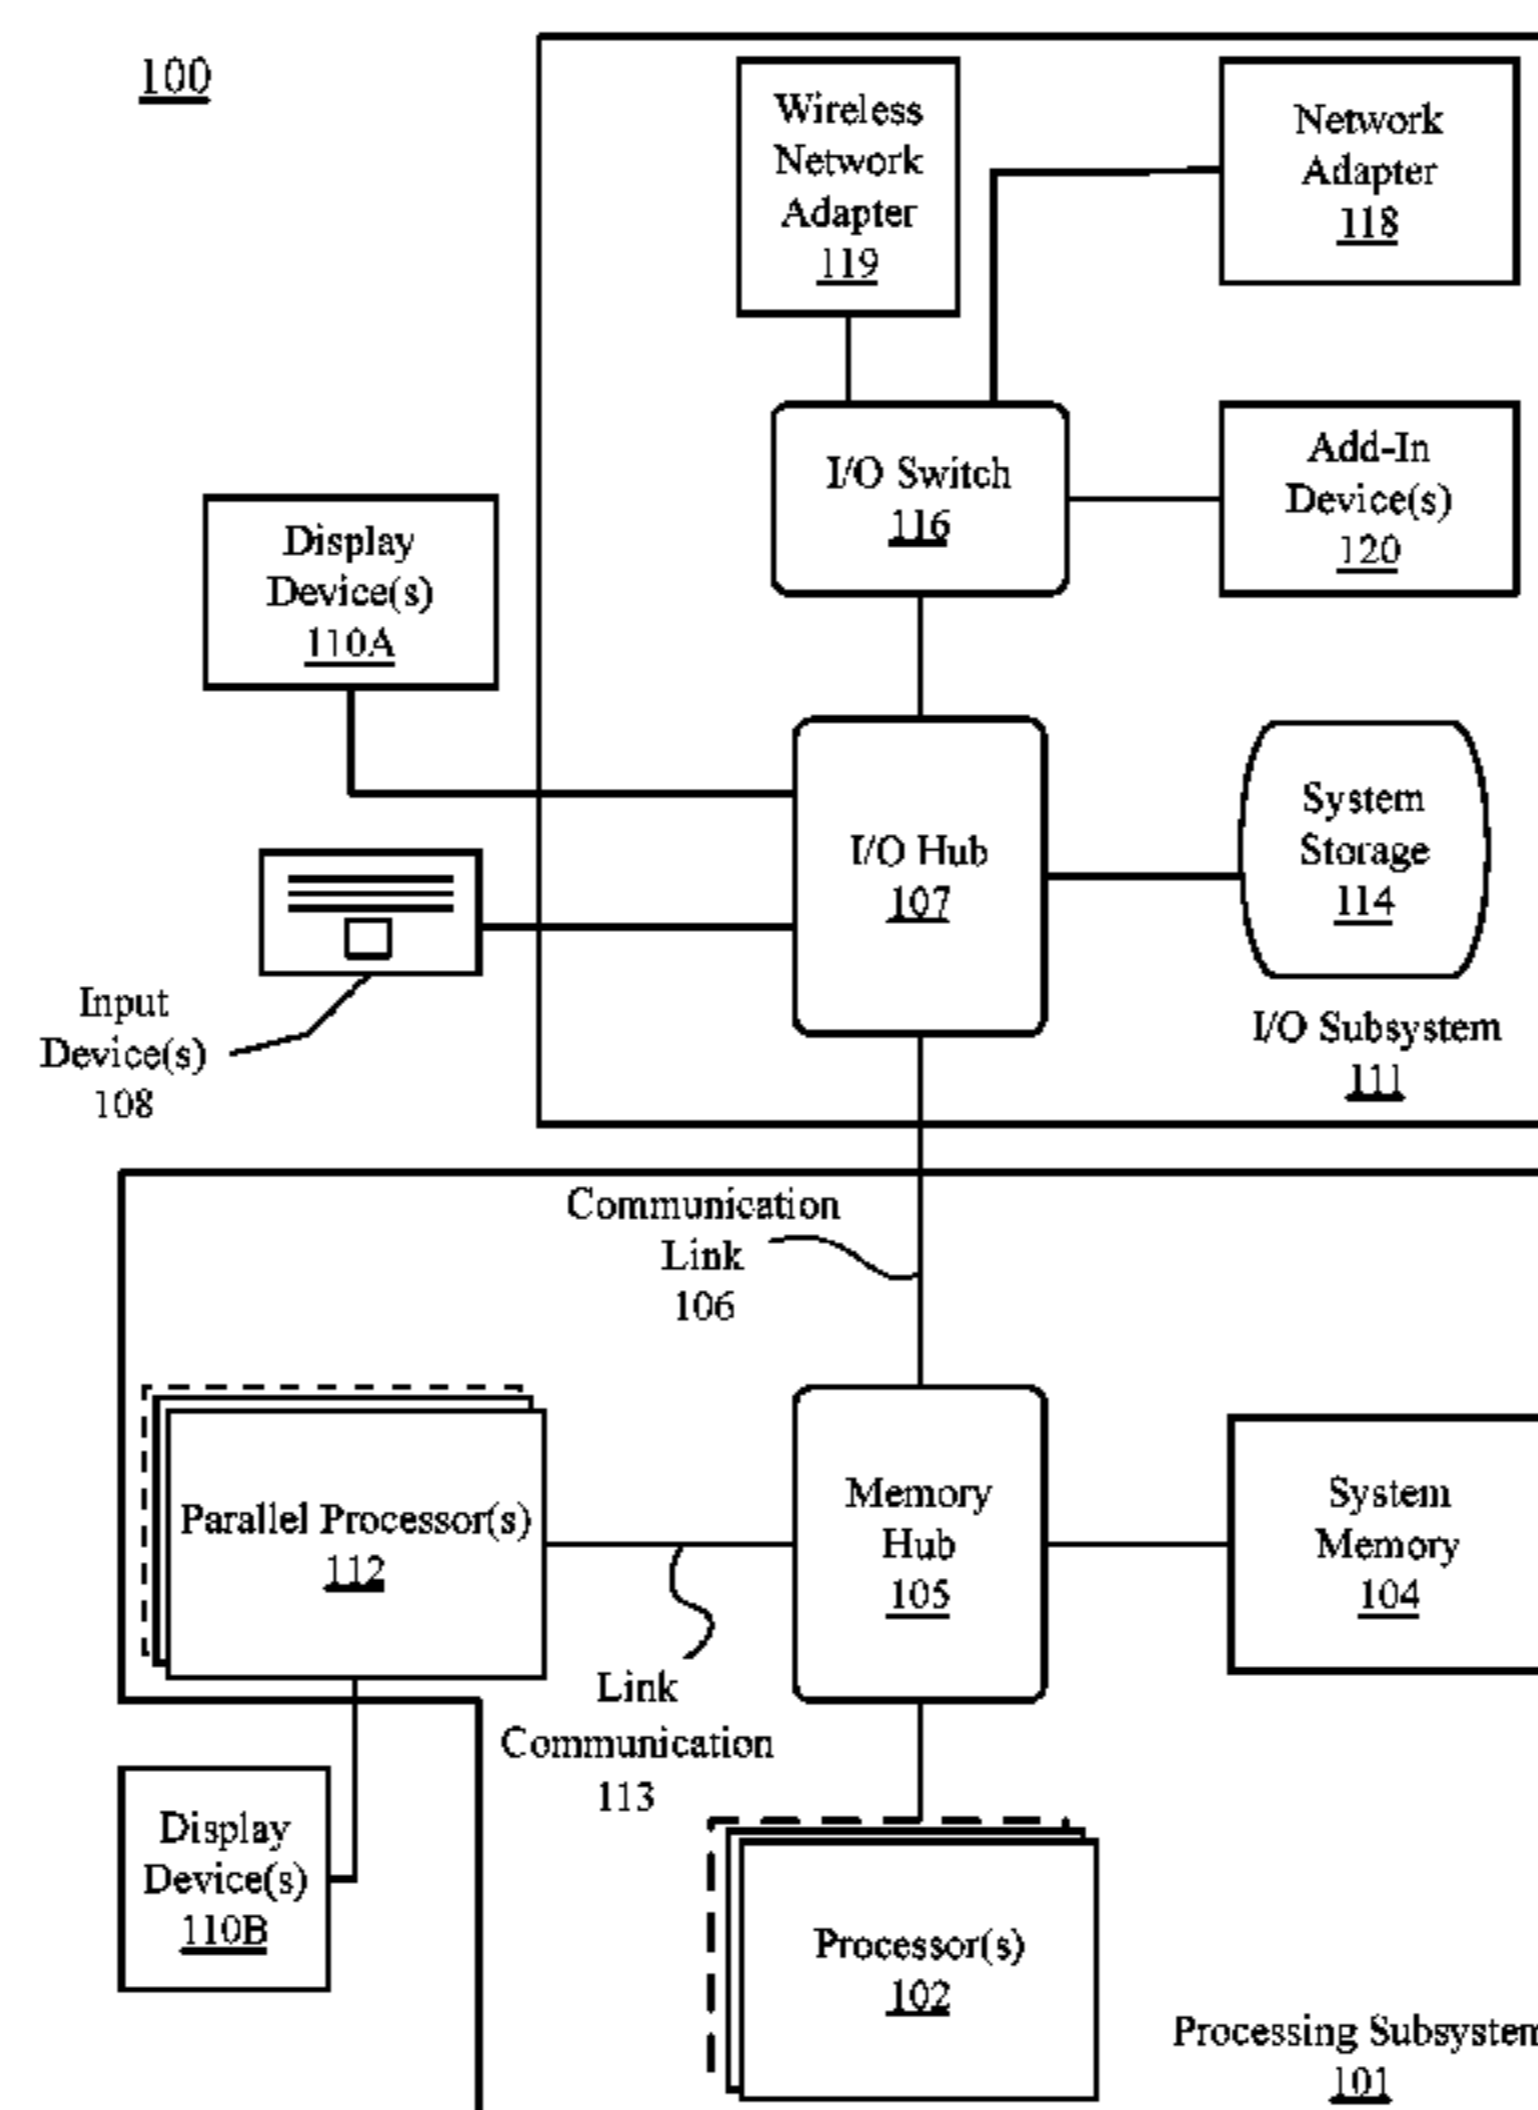 100
Wireless
Network
Adapter
119
Network
Adapter
118
I/O Switch
116
Add-In
Device(s)
120
Display
Device(s)
110A
I/O Hub
107
System
Storage
114
Input
Device(s)
108
I/O Subsystem
111
Communication
Link
106
Parallel Processor(s)
112
Memory
Hub
105
System
Memory
104
Link
Communication
113
Display
Device(s)
110B
Processor(s)
102
Processing Subsystem
101